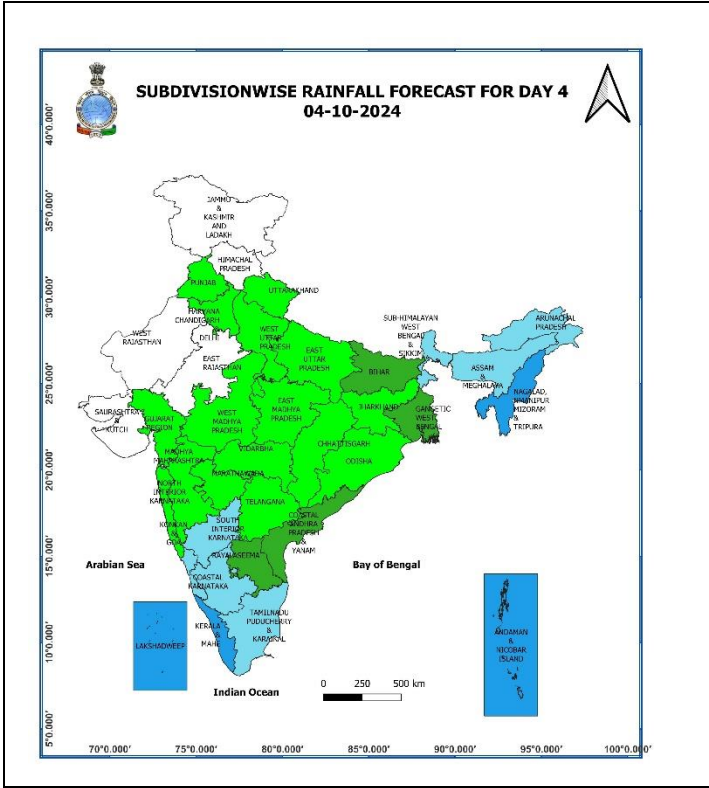 SUBDIVISIONWISE RAINFALL FORECAST FOR DAY 4
04-10-2024
40°0.000'
35°0.000'
30°0.000'
25°0.000'
20°0.000'
15°0.000'
10°0.000'
5°0.000'
JAMMU
&
KASHMIR
AND
LADAKH
HIMACHAL
PRADESH
PUNJAB
UTTARAKHAND
HARYANA
CHANDIGARH
&
DELHI
WEST
RAJASTHAN
EAST
RAJASTHAN
WEST
UTTAR
PRADESH
EAST
UTTAR
PRADESH
SUB-HIMALAYAN
WEST
BENGAL
&
SIKKIM
ARUNACHAL
PRADESH
ASSAM
&
MEGHALAYA
NAGALAD,
MANIPUR
MIZORAM
&
TRIPURA
BIHAR
JHARKHAND
GANGETIC
WEST
BENGAL
SAURASHTRA
&
KUTCH
GUJARAT
REGION
WEST
MADHYA
PRADESH
EAST
MADHYA
PRADESH
CHHATTISGARH
ODISHA
MADHYA
MAHARASHTRA
VIDARBHA
MARATHAWADA
NORTH
INTERIOR
KARNATAKA
TELANGANA
KONKAN
&
GOA
SOUTH
INTERIOR
KARNATAKA
COASTAL
ANDHRA
PRADESH
&
YANAM
RAYALASEEMA
COASTAL
KARNATAKA
TAMILNADU
PUDUCHERRY
&
KARAIKAL
KERALA
&
MAHE
LAKSHADWEEP
ANDAMAN
&
NICOBAR
ISLAND
Arabian Sea
Bay of Bengal
Indian Ocean
0 250 500 km
70°0.000' 75°0.000' 80°0.000' 85°0.000' 90°0.000' 95°0.000' 100°0.000'